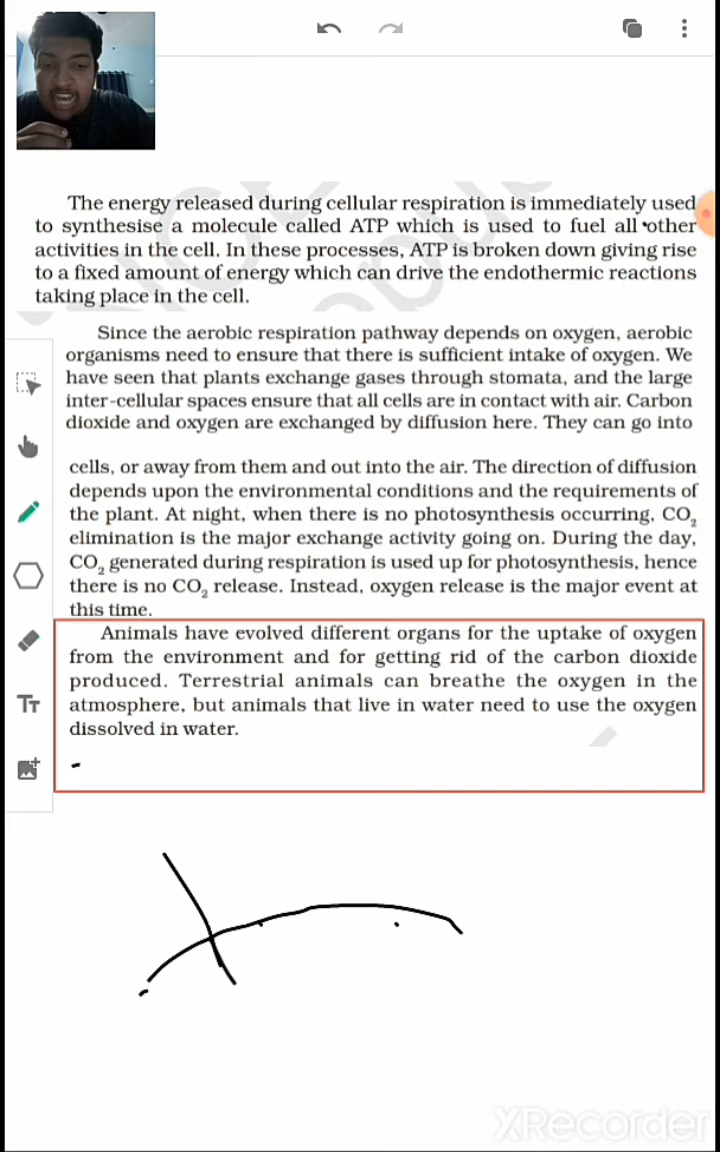 The energy released during cellular respiration is immediately used
to synthesise a molecule called ATP which is used to fuel all other
activities in the cell. In these processes, ATP is broken down giving rise
to a fixed amount of energy which can drive the endothermic reactions
taking place in the cell.
Since the aerobic respiration pathway depends on oxygen, aerobic
organisms need to ensure that there is sufficient intake of oxygen. We
have seen that plants exchange gases through stomata, and the large
inter-cellular spaces ensure that all cells are in contact with air. Carbon
dioxide and oxygen are exchanged by diffusion here. They can go into
cells, or away from them and out into the air. The direction of diffusion
depends upon the environmental conditions and the requirements of
the plant. At night, when there is no photosynthesis occurring, CO₂
elimination is the major exchange activity going on. During the day,
CO₂ generated during respiration is used up for photosynthesis, hence
there is no CO₂ release. Instead, oxygen release is the major event at
this time.
Animals have evolved different organs for the uptake of oxygen
from the environment and for getting rid of the carbon dioxide
produced. Terrestrial animals can breathe the oxygen in the
atmosphere, but animals that live in water need to use the oxygen
dissolved in water.
TT
XRecorder